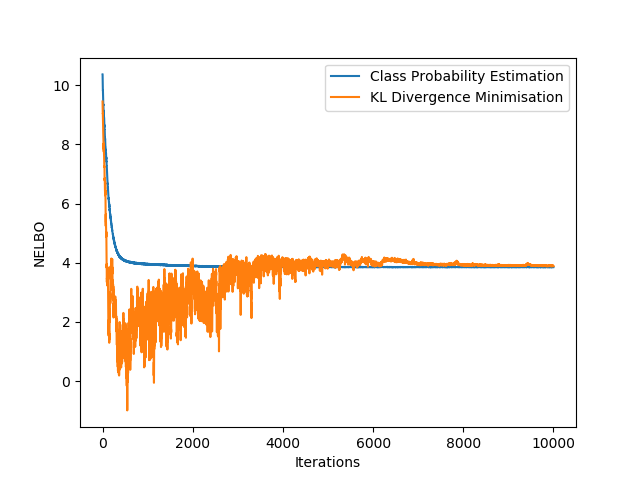 Class Probability Estimation
KL Divergence Minimisation
10
8
6
4
2
0
NELBO
0 2000 4000 6000 8000 10000
Iterations